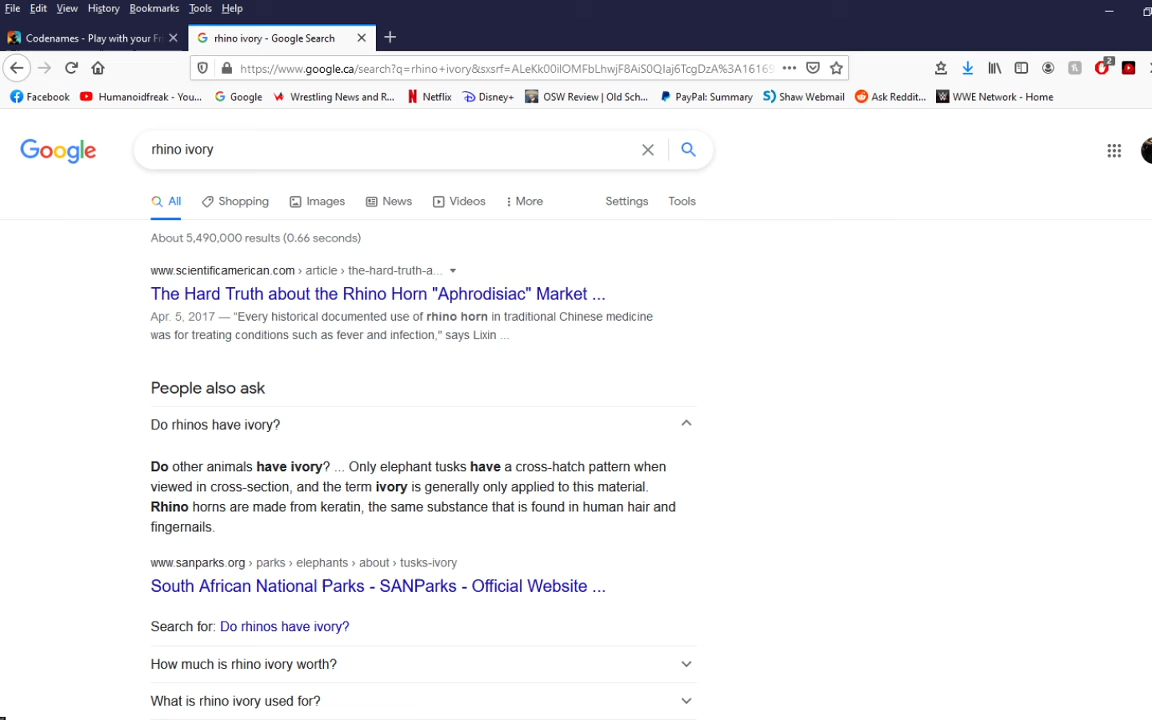 File Edit View History Bookmarks Tools Help
Codenames - Play with your Fr
rhino ivory - Google Search
https://www.google.ca/search?q=rhino+ivory&sxsrf=ALeKk00ilOMFbLhwjF8AiS0QIaj6TcgDzA%3A16169
2
Facebook Humanoidfreak - You... Google Wrestling News and R... Netflix Disney+ OSW Review | Old Sch... PayPal: Summary Shaw Webmail Ask Reddit... WWE Network - Home
Google
rhino ivory
All Shopping Images News Videos More Settings Tools
About 5,490,000 results (0.66 seconds)
www.scientificamerican.com › article › the-hard-truth-a...
The Hard Truth about the Rhino Horn "Aphrodisiac" Market ...
Apr. 5, 2017 — "Every historical documented use of rhino horn in traditional Chinese medicine
was for treating conditions such as fever and infection," says Lixin ...
People also ask
Do rhinos have ivory?
Do other animals have ivory? ... Only elephant tusks have a cross-hatch pattern when
viewed in cross-section, and the term ivory is generally only applied to this material.
Rhino horns are made from keratin, the same substance that is found in human hair and
fingernails.
www.sanparks.org › parks › elephants › about › tusks-ivory
South African National Parks - SANParks - Official Website ...
Search for: Do rhinos have ivory?
How much is rhino ivory worth?
What is rhino ivory used for?